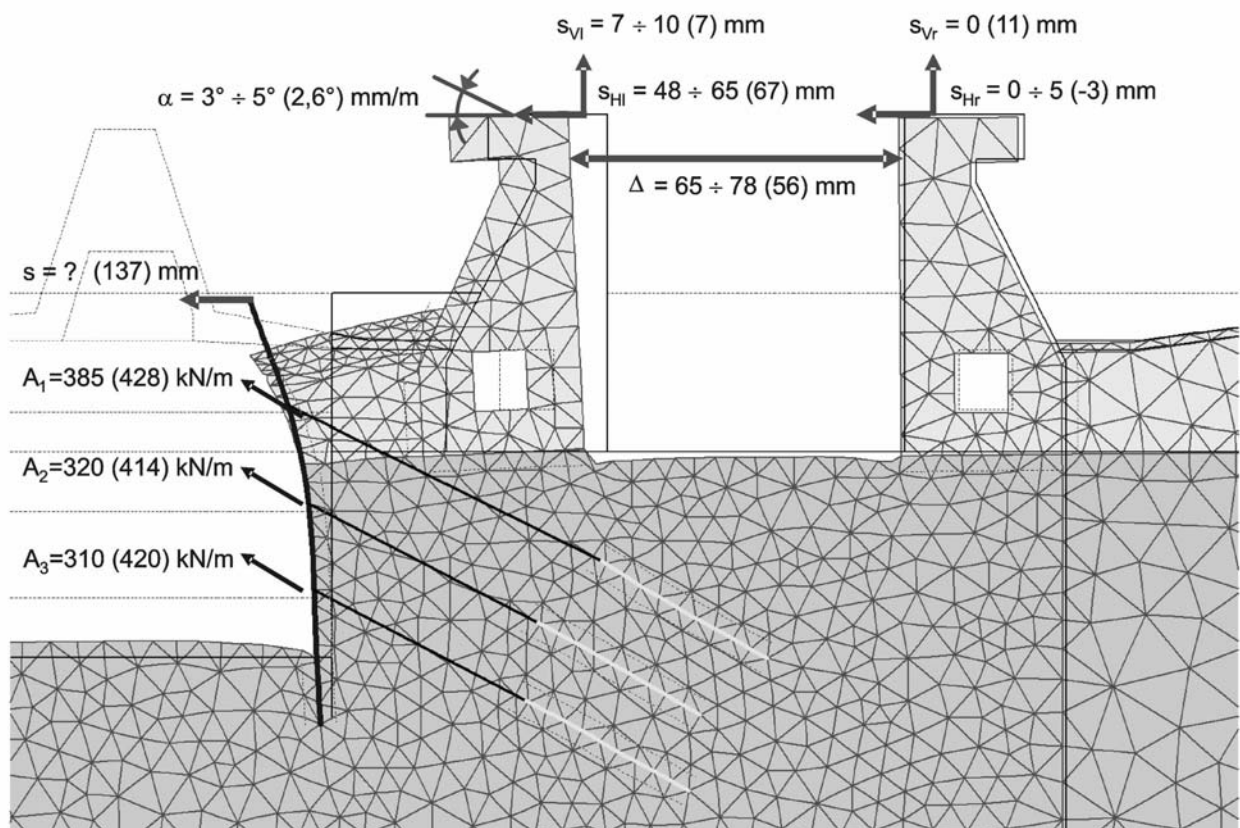 s_Vl = 7 ÷ 10 (7) mm
s_Vr = 0 (11) mm
α = 3° ÷ 5° (2,6°) mm/m
s_Hl = 48 ÷ 65 (67) mm
s_Hr = 0 ÷ 5 (-3) mm
Δ = 65 ÷ 78 (56) mm
s = ? (137) mm
A₁=385 (428) kN/m
A₂=320 (414) kN/m
A₃=310 (420) kN/m